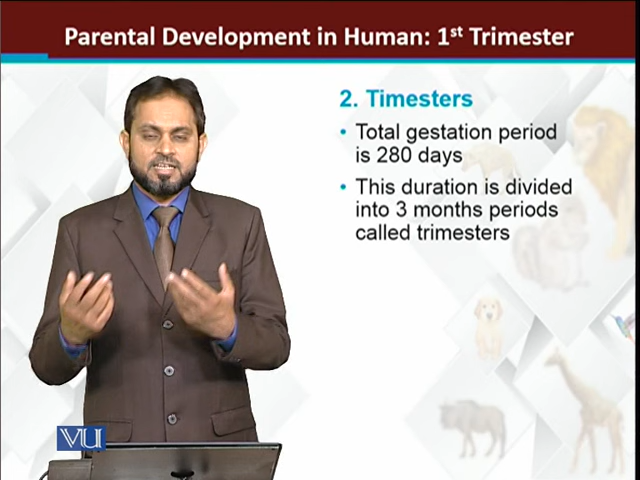 Parental Development in Human: 1st Trimester
2. Timesters
• Total gestation period
is 280 days
• This duration is divided
into 3 months periods
called trimesters
VU